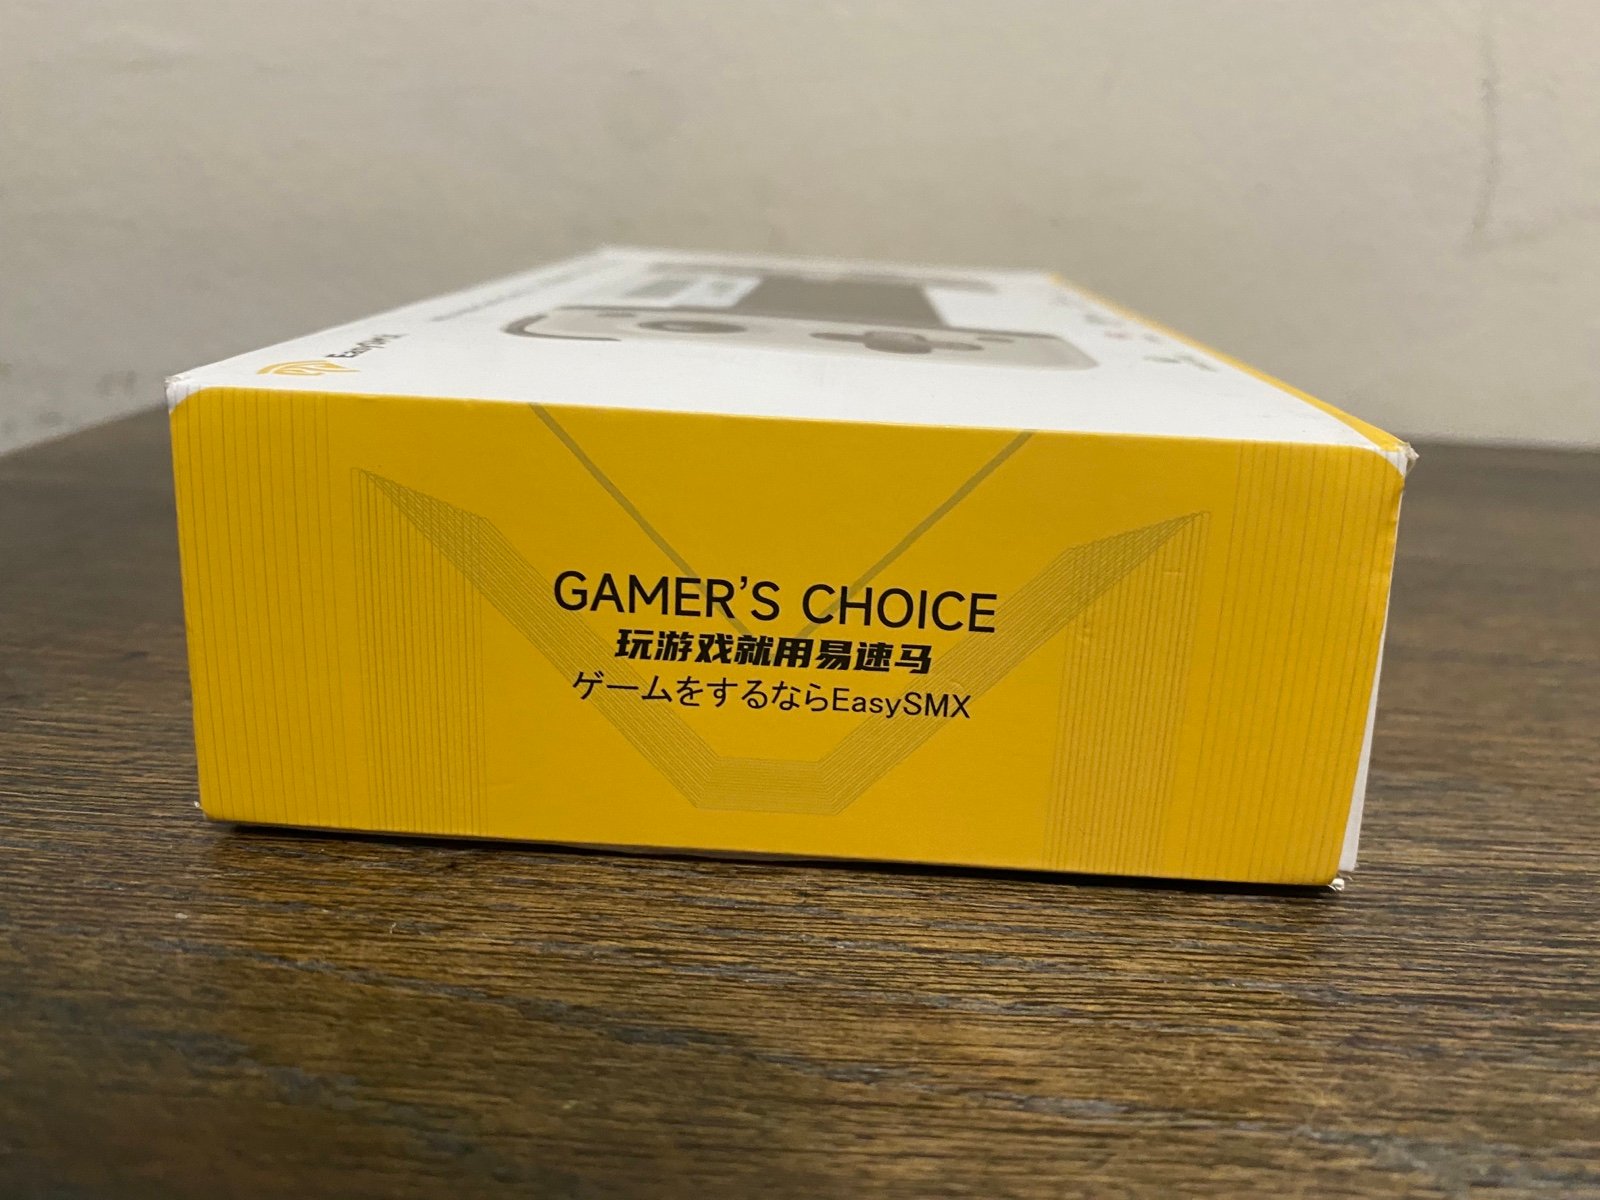 EasySMX
GAMER'S CHOICE
玩游戏就用易速马
ゲームをするならEasySMX